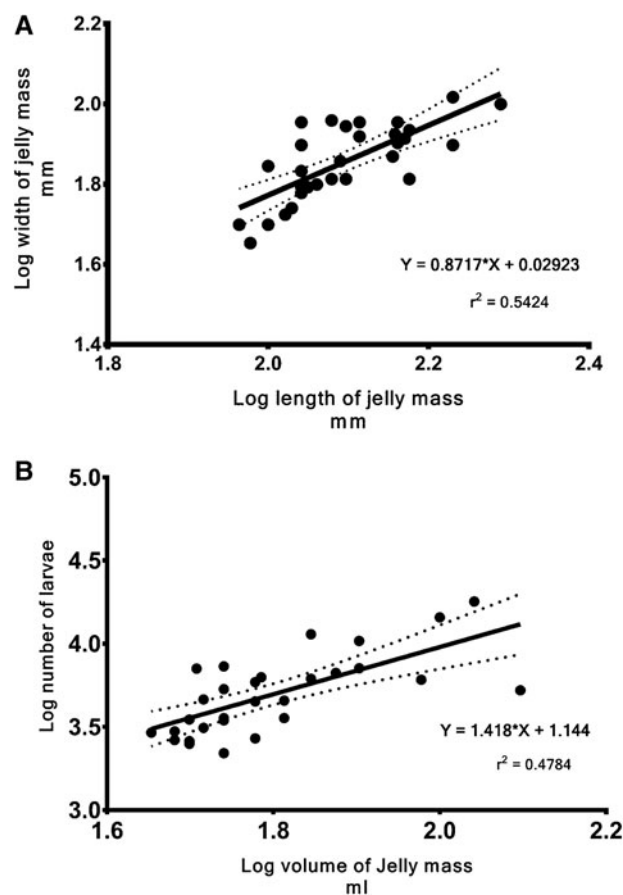 A
Log width of jelly mass
mm
2.2
2.0
1.8
1.6
1.4
Y = 0.8717*X + 0.02923
r² = 0.5424
1.8 2.0 2.2 2.4
Log length of jelly mass
mm
B
Log number of larvae
5.0
4.5
4.0
3.5
3.0
Y = 1.418*X + 1.144
r² = 0.4784
1.6 1.8 2.0 2.2
Log volume of Jelly mass
ml